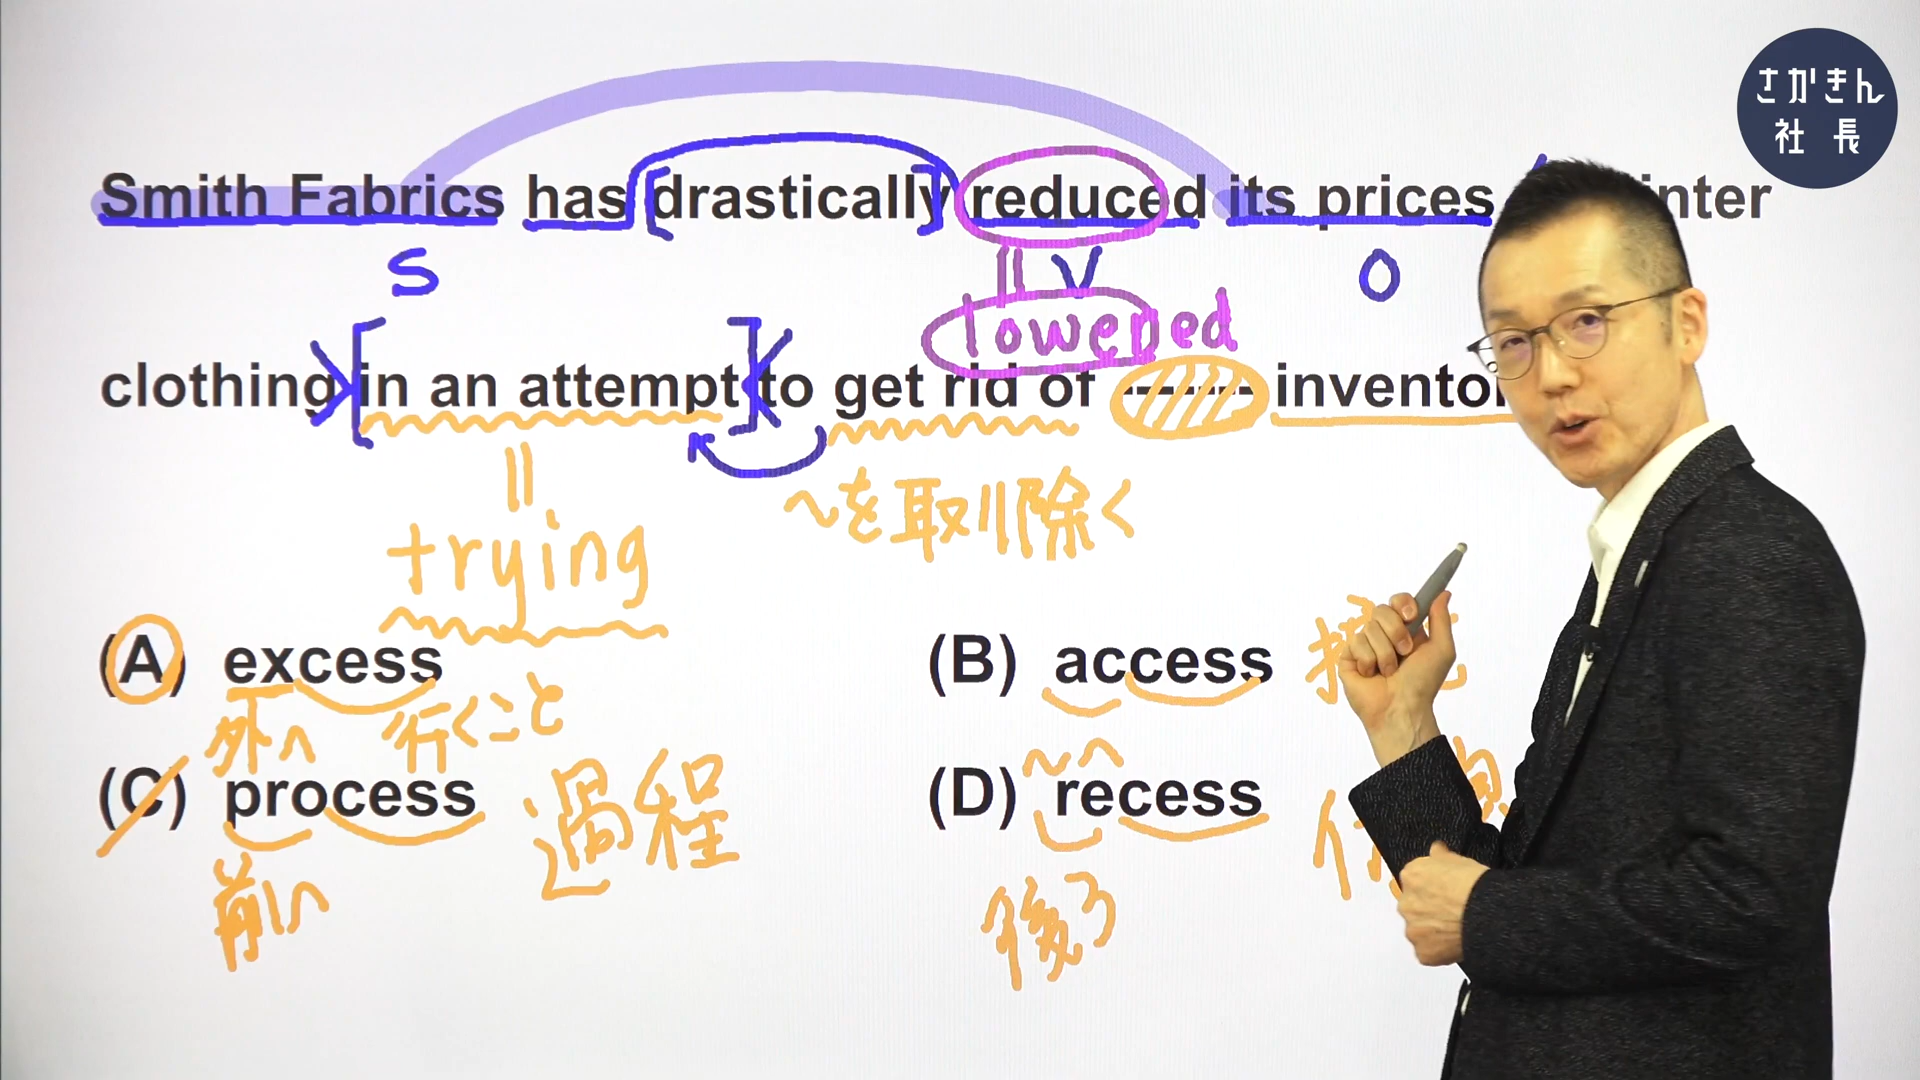 さかきん
社長
Smith Fabrics has drastically reduced its prices
S V O
lowered
clothing in an attempt to get rid of ------- 
〜を取り除く
trying
(A) excess
外へ 行くこと
(B) access
〜へ
(C) process 過程
前へ
(D) recess
後ろ